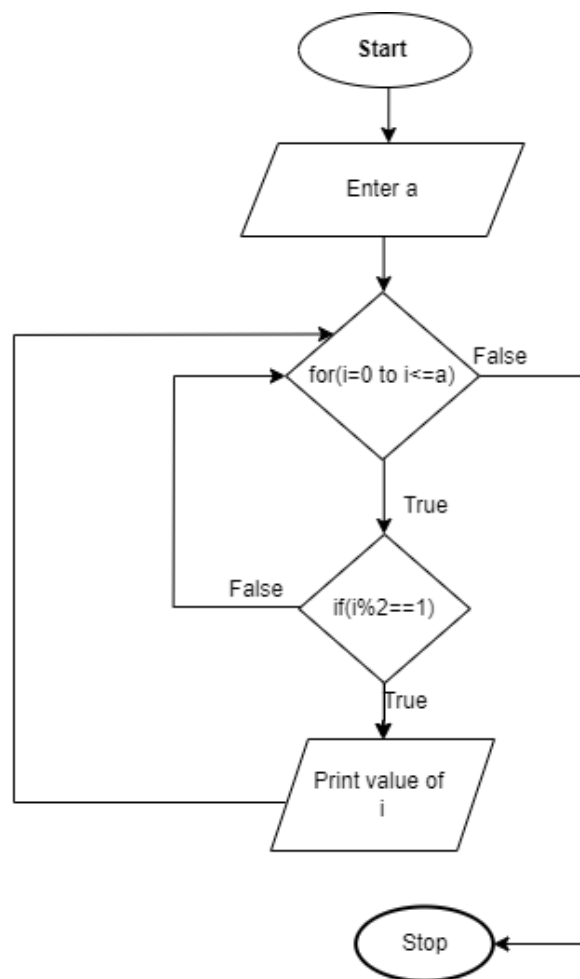 Start
Enter a
for(i=0 to i<=a)
False
True
if(i%2==1)
False
True
Print value of
i
Stop